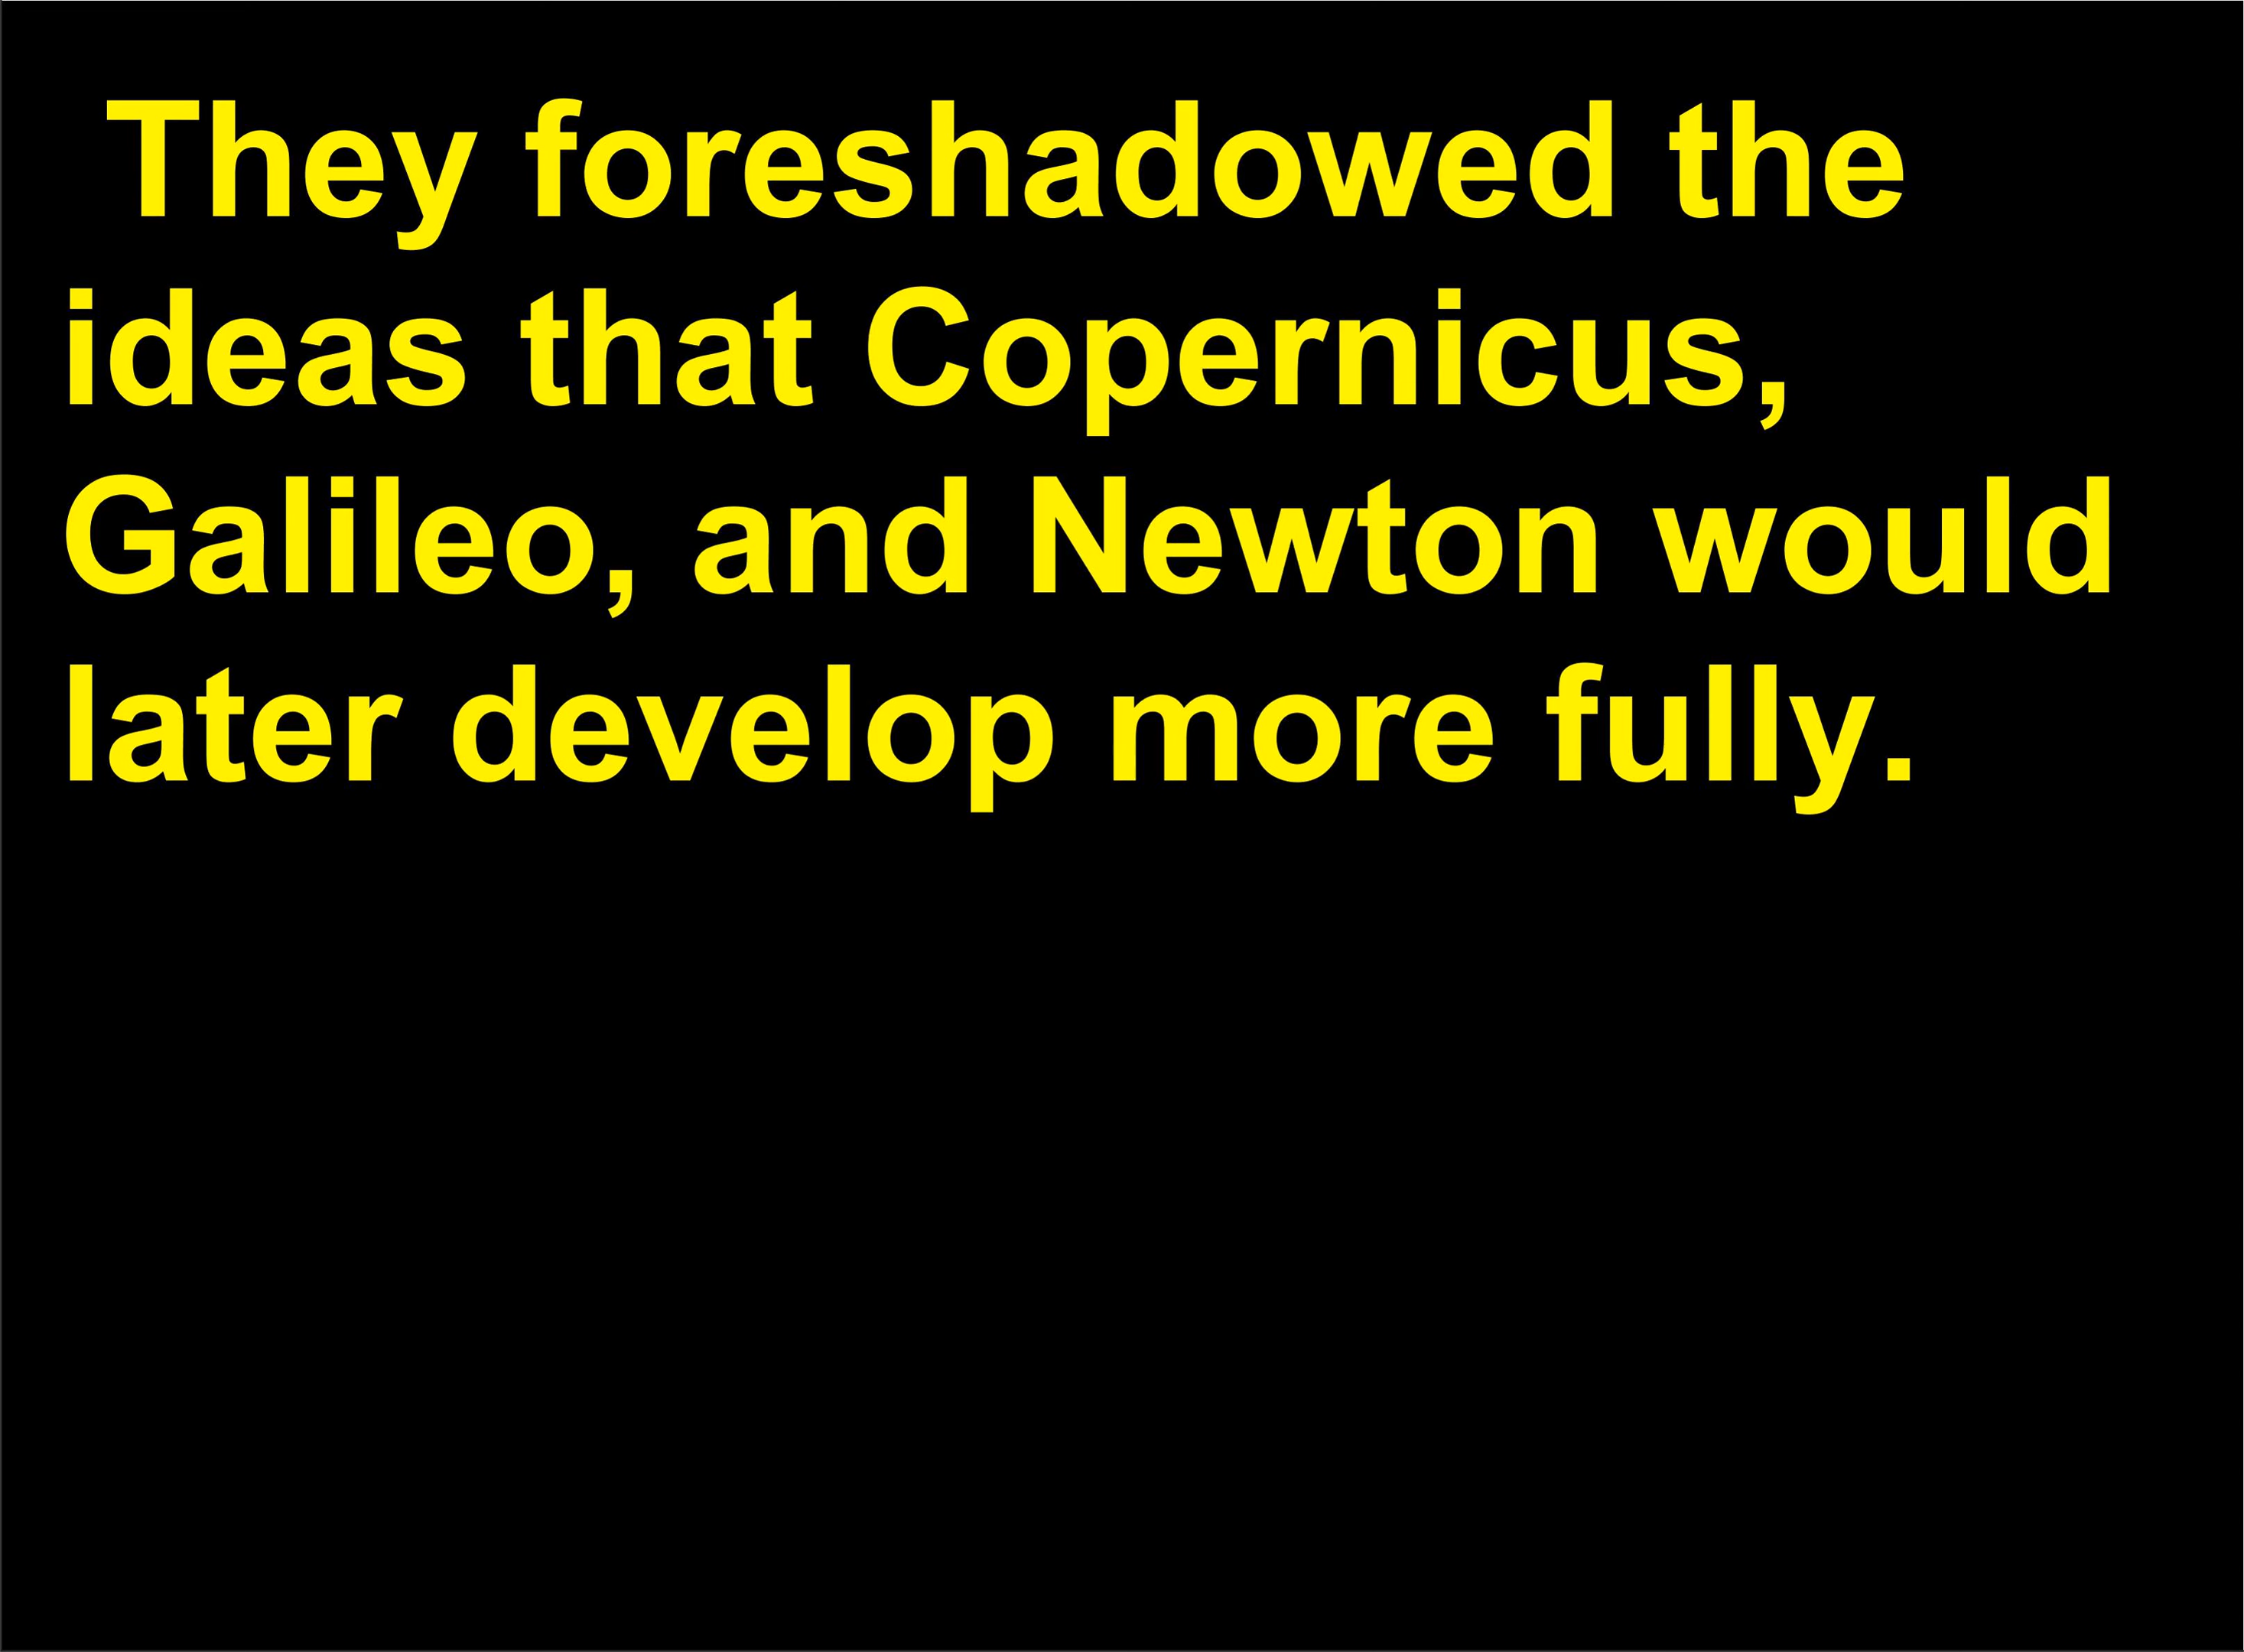 They foreshadowed the
ideas that Copernicus,
Galileo, and Newton would
later develop more fully.